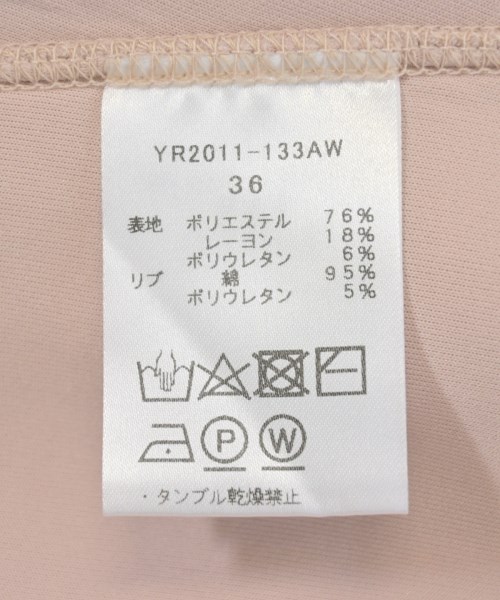 YR2011-133AW
36
表地 ポリエステル 76%
レーヨン 18%
ポリウレタン 6%
リブ 綿 95%
ポリウレタン 5%
P W
・タンブル乾燥禁止